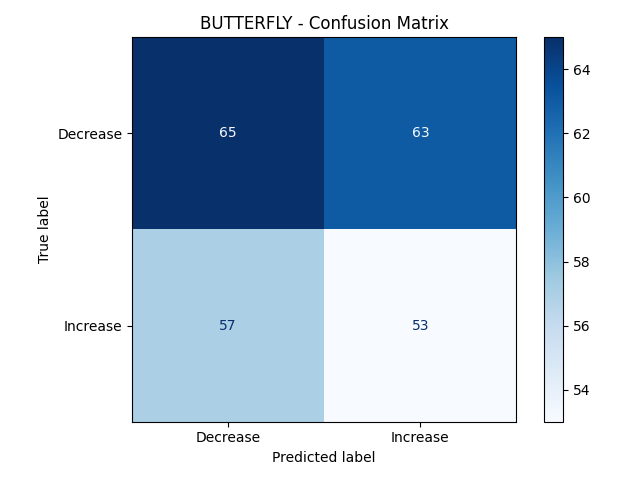 BUTTERFLY - Confusion Matrix
True label
Decrease
65
63
Increase
57
53
Decrease
Increase
Predicted label
64
62
60
58
56
54